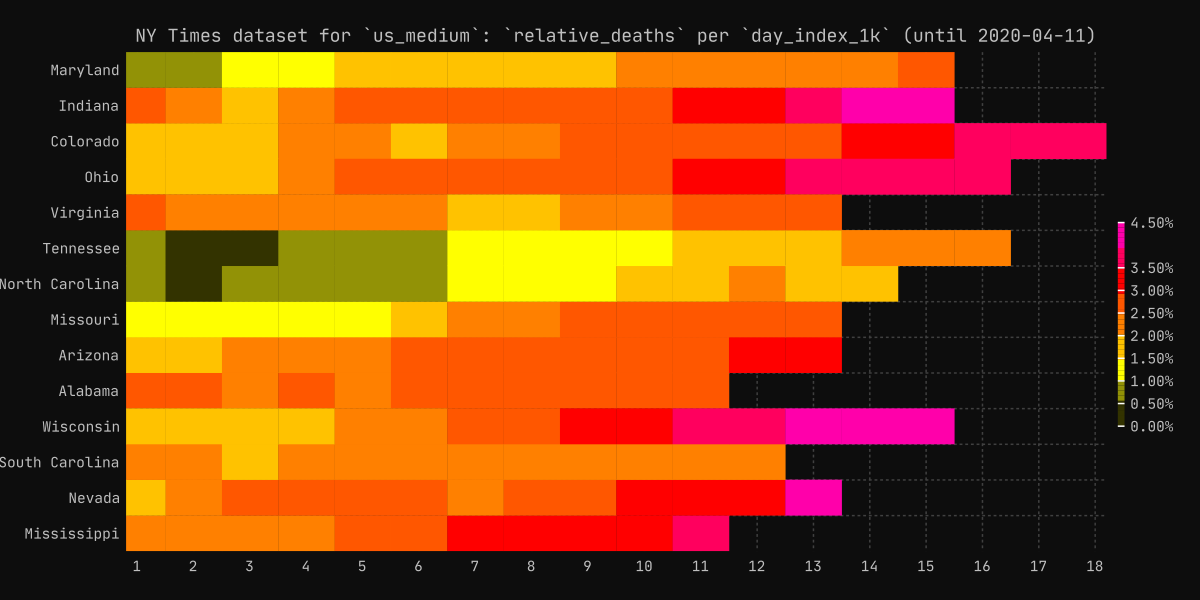 NY Times dataset for `us_medium`: `relative_deaths` per `day_index_1k` (until 2020-04-11)
Maryland
Indiana
Colorado
Ohio
Virginia
Tennessee
North Carolina
Missouri
Arizona
Alabama
Wisconsin
South Carolina
Nevada
Mississippi
1 2 3 4 5 6 7 8 9 10 11 12 13 14 15 16 17 18
4.50%
3.50%
3.00%
2.50%
2.00%
1.50%
1.00%
0.50%
0.00%